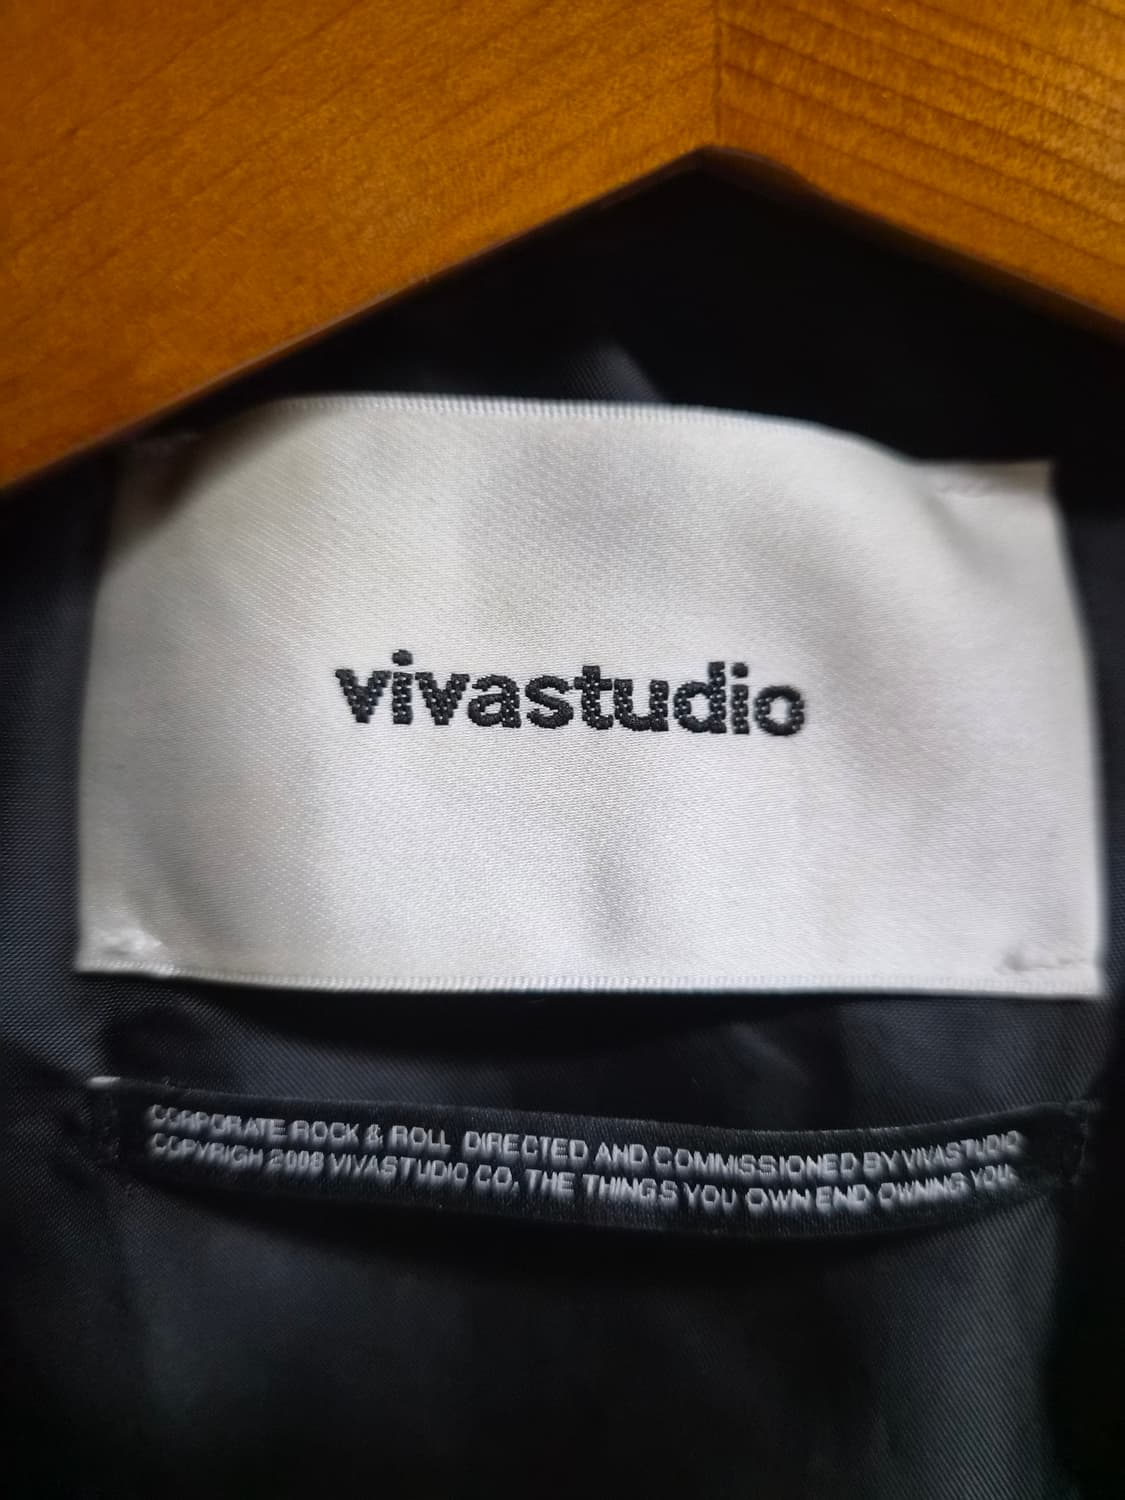 vivastudio
CORPORATE ROCK & ROLL DIRECTED AND COMMISSIONED BY VIVASTUDIO
COPYRIGH 2008 VIVASTUDIO CO. THE THINGS YOU OWN END OWNING YOU.